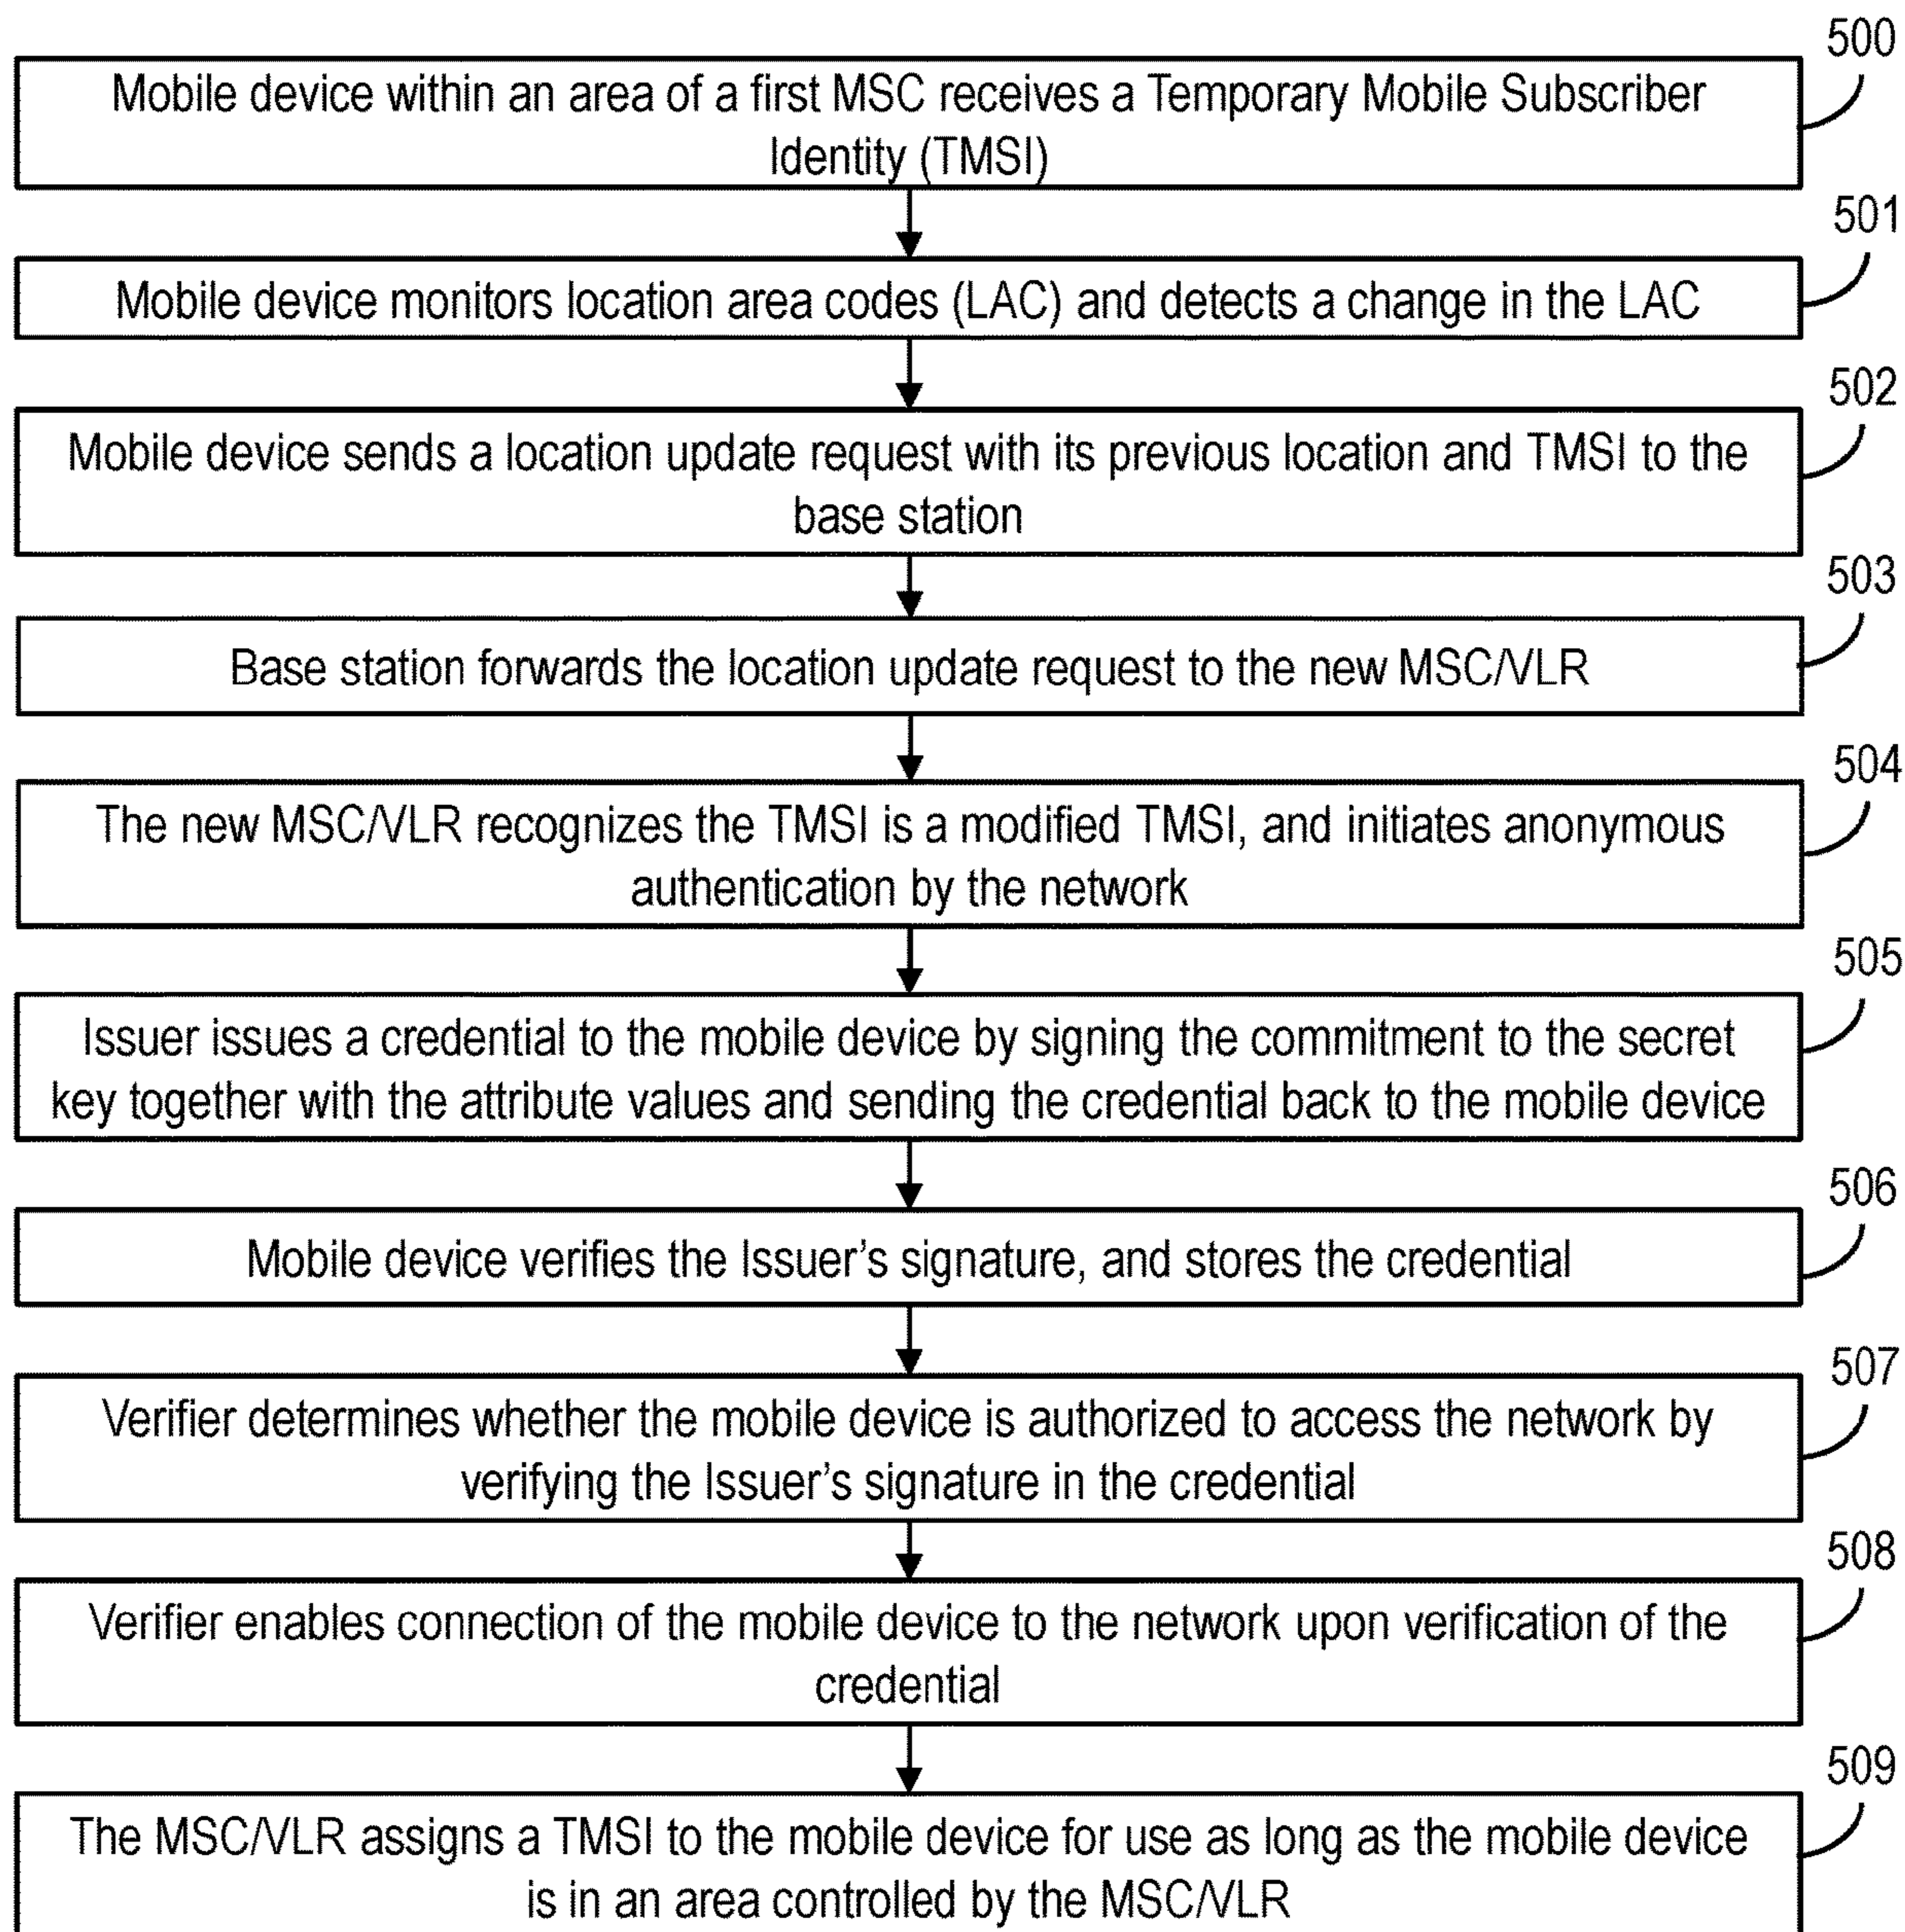 500
Mobile device within an area of a first MSC receives a Temporary Mobile Subscriber
Identity (TMSI)
501
Mobile device monitors location area codes (LAC) and detects a change in the LAC
502
Mobile device sends a location update request with its previous location and TMSI to the
base station
503
Base station forwards the location update request to the new MSC/VLR
504
The new MSC/VLR recognizes the TMSI is a modified TMSI, and initiates anonymous
authentication by the network
505
Issuer issues a credential to the mobile device by signing the commitment to the secret
key together with the attribute values and sending the credential back to the mobile device
506
Mobile device verifies the Issuer's signature, and stores the credential
507
Verifier determines whether the mobile device is authorized to access the network by
verifying the Issuer's signature in the credential
508
Verifier enables connection of the mobile device to the network upon verification of the
credential
509
The MSC/VLR assigns a TMSI to the mobile device for use as long as the mobile device
is in an area controlled by the MSC/VLR